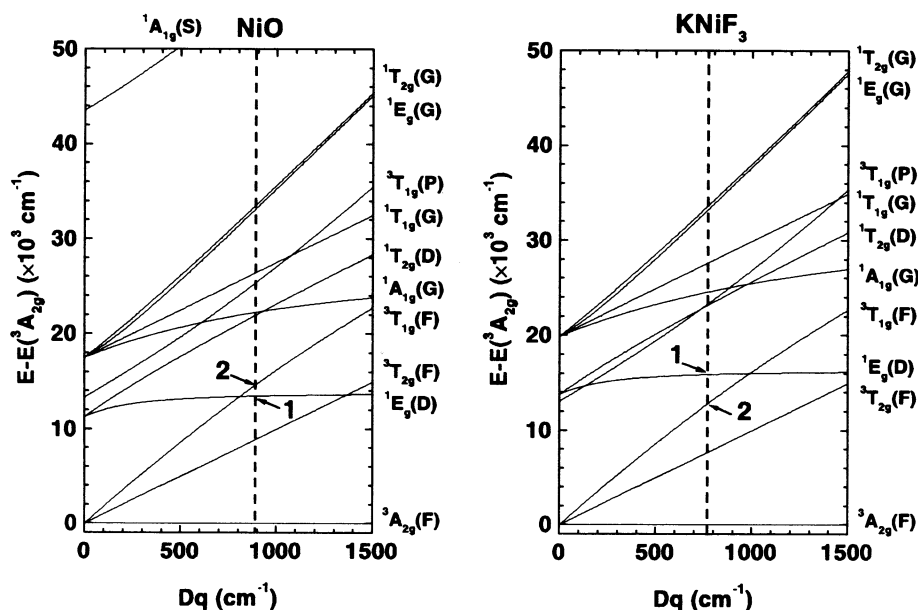 ¹A₁g(S) NiO
50
40
30
20
10
0
E-E(³A₂g) (×10³ cm⁻¹)
2
1
0 500 1000 1500
Dq (cm⁻¹)
¹T₂g(G)
¹Eg(G)
³T₁g(P)
¹T₁g(G)
¹T₂g(D)
¹A₁g(G)
³T₁g(F)
³T₂g(F)
¹Eg(D)
³A₂g(F)
KNiF₃
50
40
30
20
10
0
E-E(³A₂g) (×10³ cm⁻¹)
1
2
0 500 1000 1500
Dq (cm⁻¹)
¹T₂g(G)
¹Eg(G)
³T₁g(P)
¹T₁g(G)
¹T₂g(D)
¹A₁g(G)
³T₁g(F)
¹Eg(D)
³T₂g(F)
³A₂g(F)